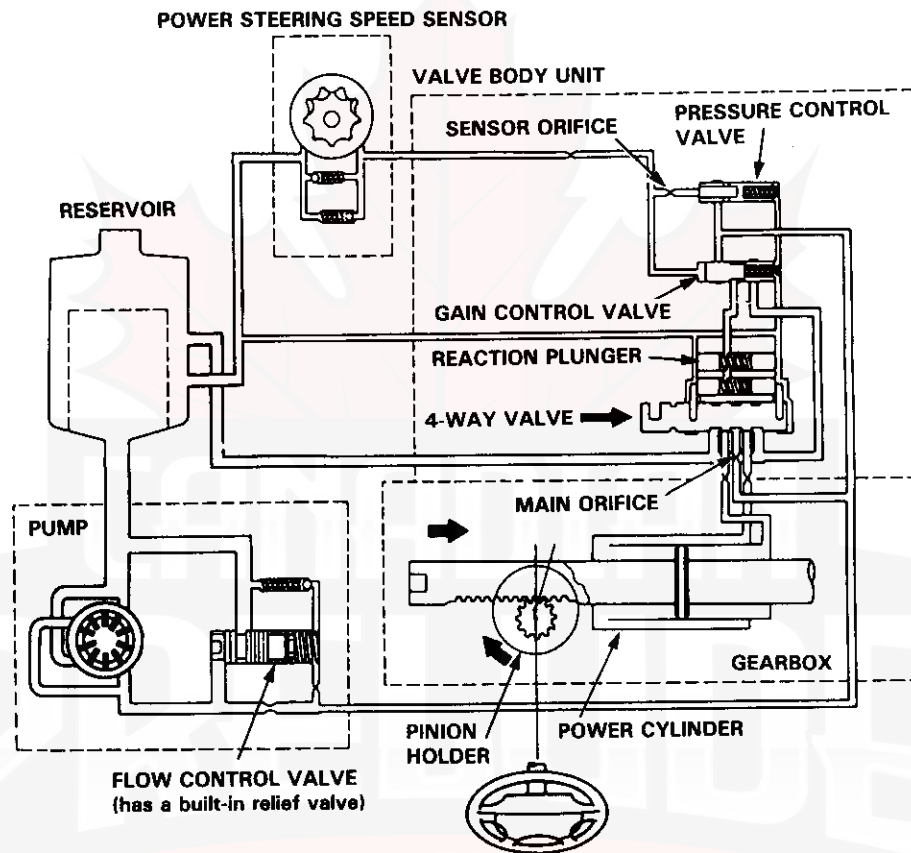 POWER STEERING SPEED SENSOR
VALVE BODY UNIT
SENSOR ORIFICE
PRESSURE CONTROL
VALVE
RESERVOIR
GAIN CONTROL VALVE
REACTION PLUNGER
4-WAY VALVE
MAIN ORIFICE
PUMP
GEARBOX
PINION
HOLDER
POWER CYLINDER
FLOW CONTROL VALVE
(has a built-in relief valve)